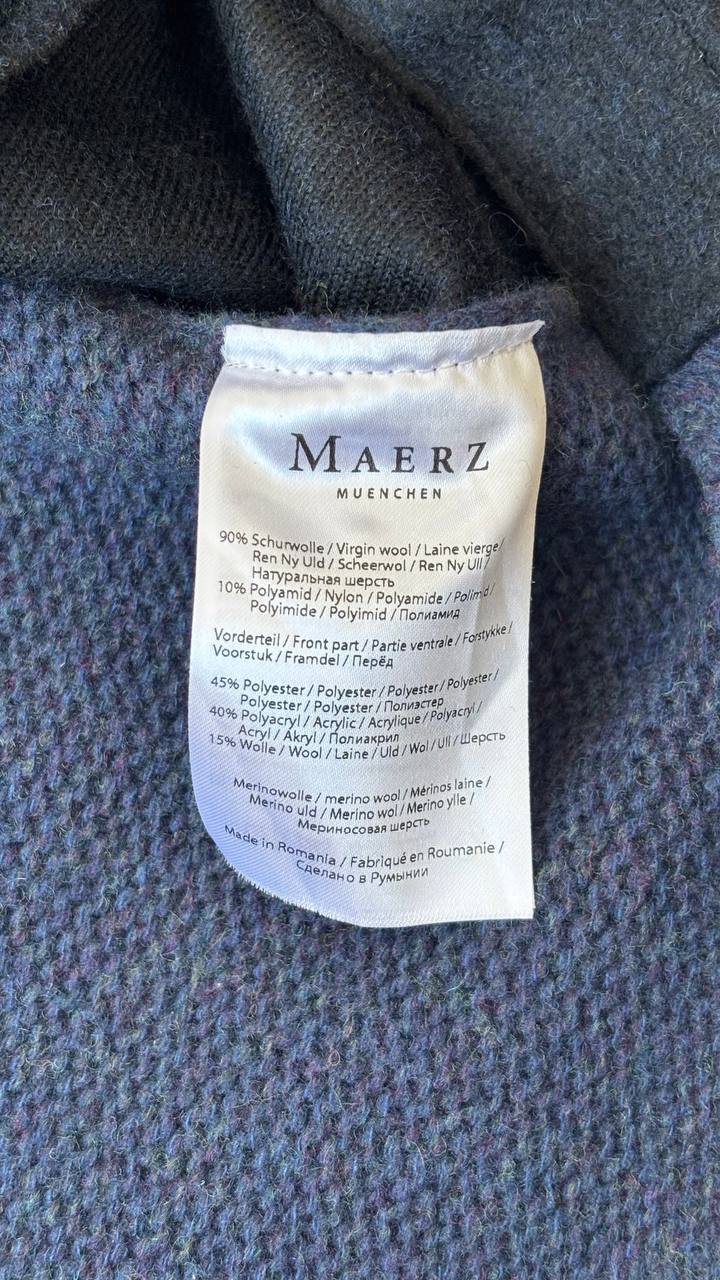 MAERZ
MUENCHEN
90% Schurwolle / Virgin wool / Laine vierge/
Ren Ny Uld / Scheerwol / Ren Ny Ull /
Натуральная шерсть
10% Polyamid / Nylon / Polyamide / Polimid /
Polyimide / Polyimid / Полиамид
Vorderteil / Front part / Partie ventrale / Forstykke /
Voorstuk / Framdel / Перёд
45% Polyester / Polyester / Polyester / Polyester /
Polyester / Polyester / Полиэстер
40% Polyacryl / Acrylic / Acrylique / Polyacryl /
Acryl / Akryl / Полиакрил
15% Wolle / Wool / Laine / Uld / Wol / Ull / Шерсть
Merinowolle / merino wool / Mérinos laine /
Merino uld / Merino wol / Merino ylle /
Мериносовая шерсть
Made in Romania / Fabriqué en Roumanie /
Сделано в Румынии